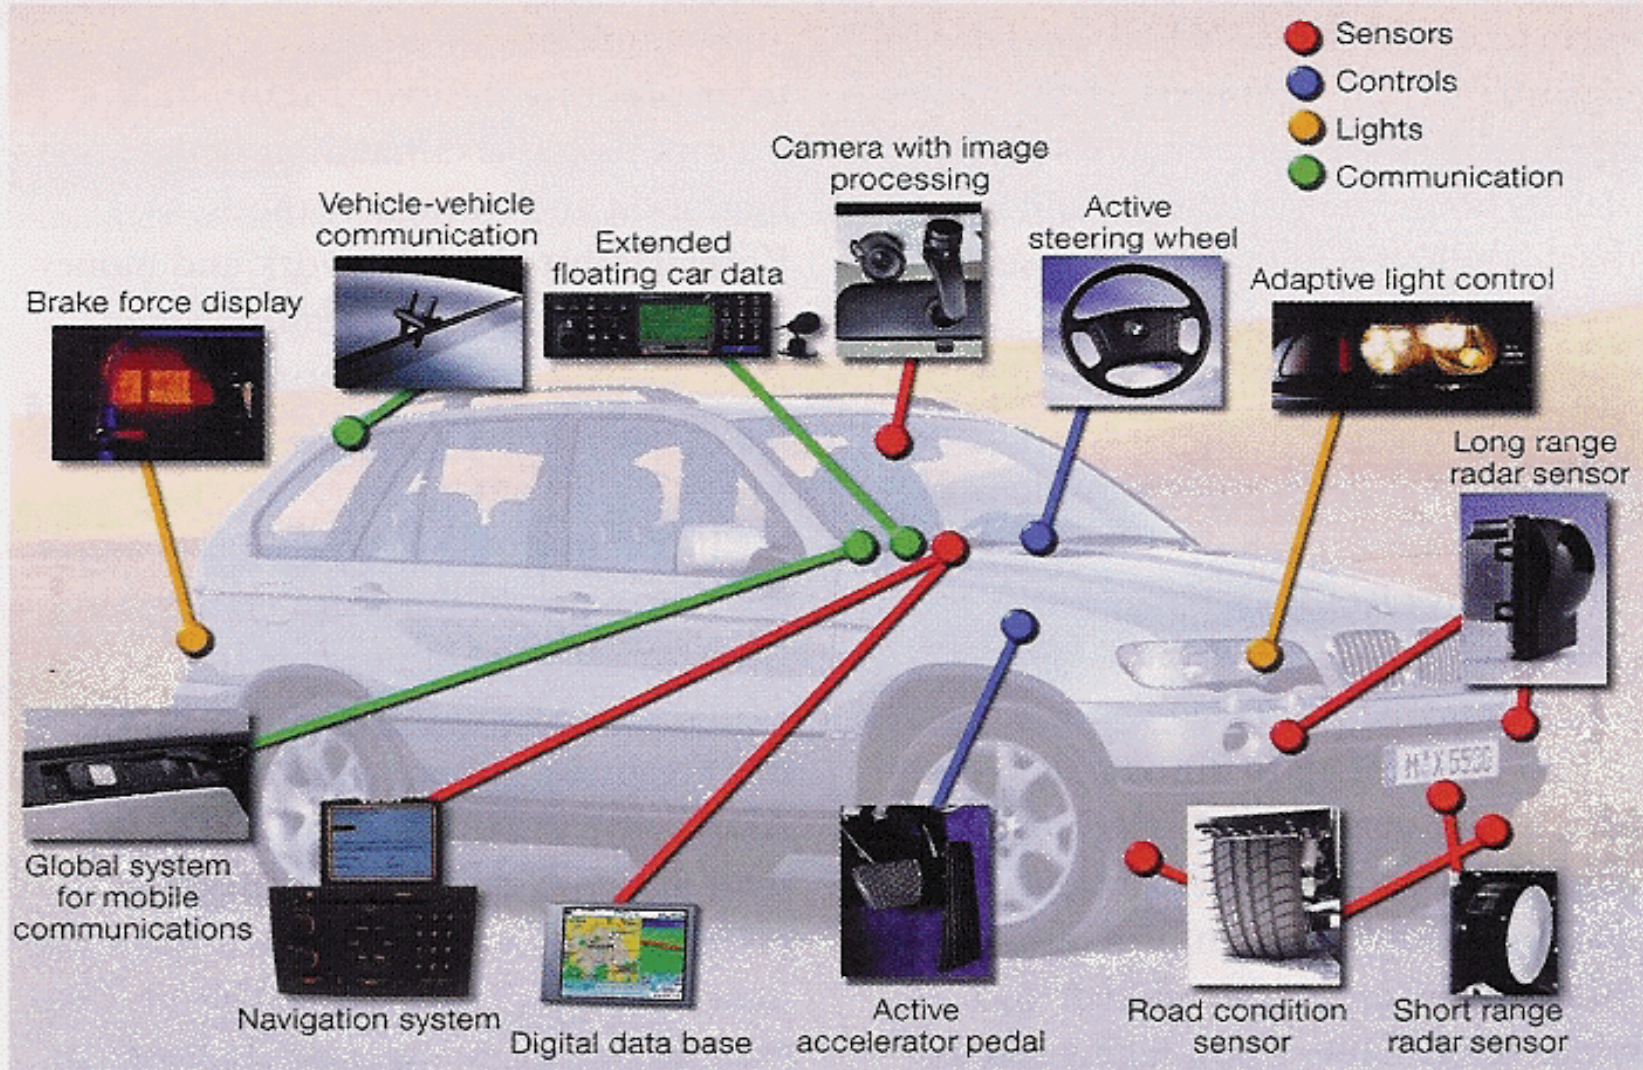 Sensors
Controls
Lights
Communication
Camera with image
processing
Vehicle-vehicle
communication
Extended
floating car data
Active
steering wheel
Brake force display
Adaptive light control
Long range
radar sensor
Global system
for mobile
communications
Navigation system
Digital data base
Active
accelerator pedal
Road condition
sensor
Short range
radar sensor